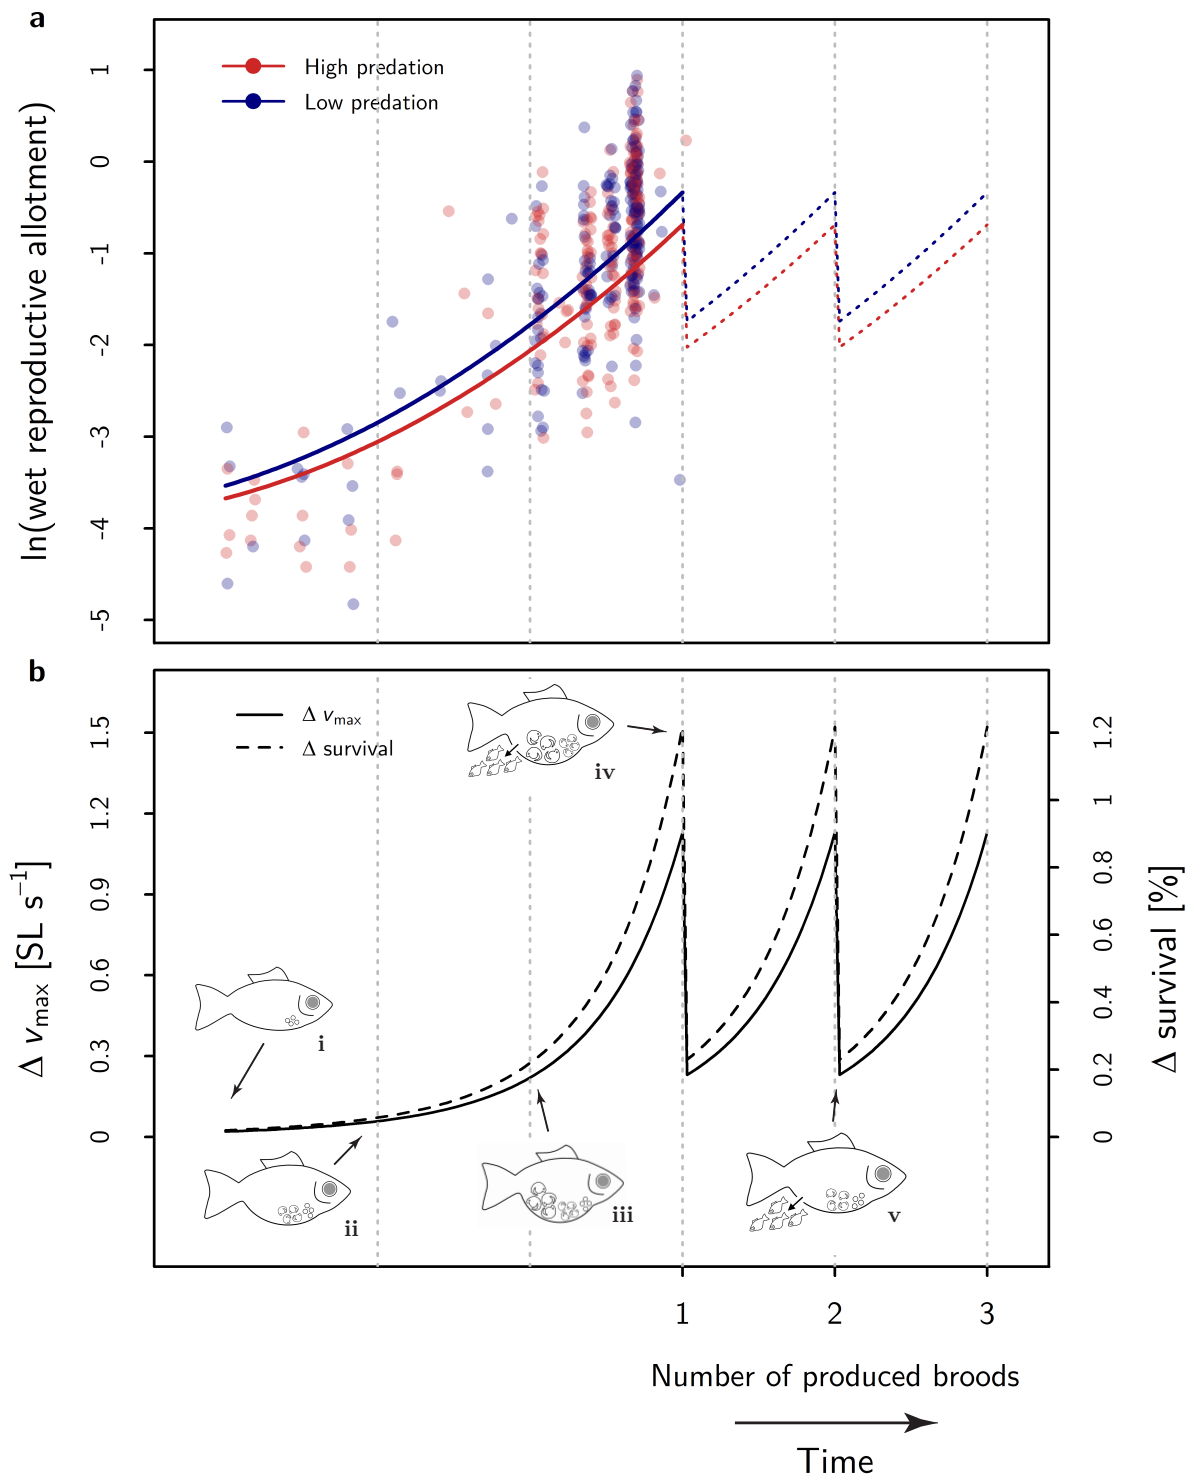 a
ln(wet reproductive allotment)
1
0
-1
-2
-3
-4
-5
High predation
Low predation
b
Δ vmax [SL s⁻¹]
1.5
1.2
0.9
0.6
0.3
0
Δ vmax
Δ survival
i
ii
iii
iv
v
1.2
1
0.8
0.6
0.4
0.2
0
Δ survival [%]
1 2 3
Number of produced broods
Time